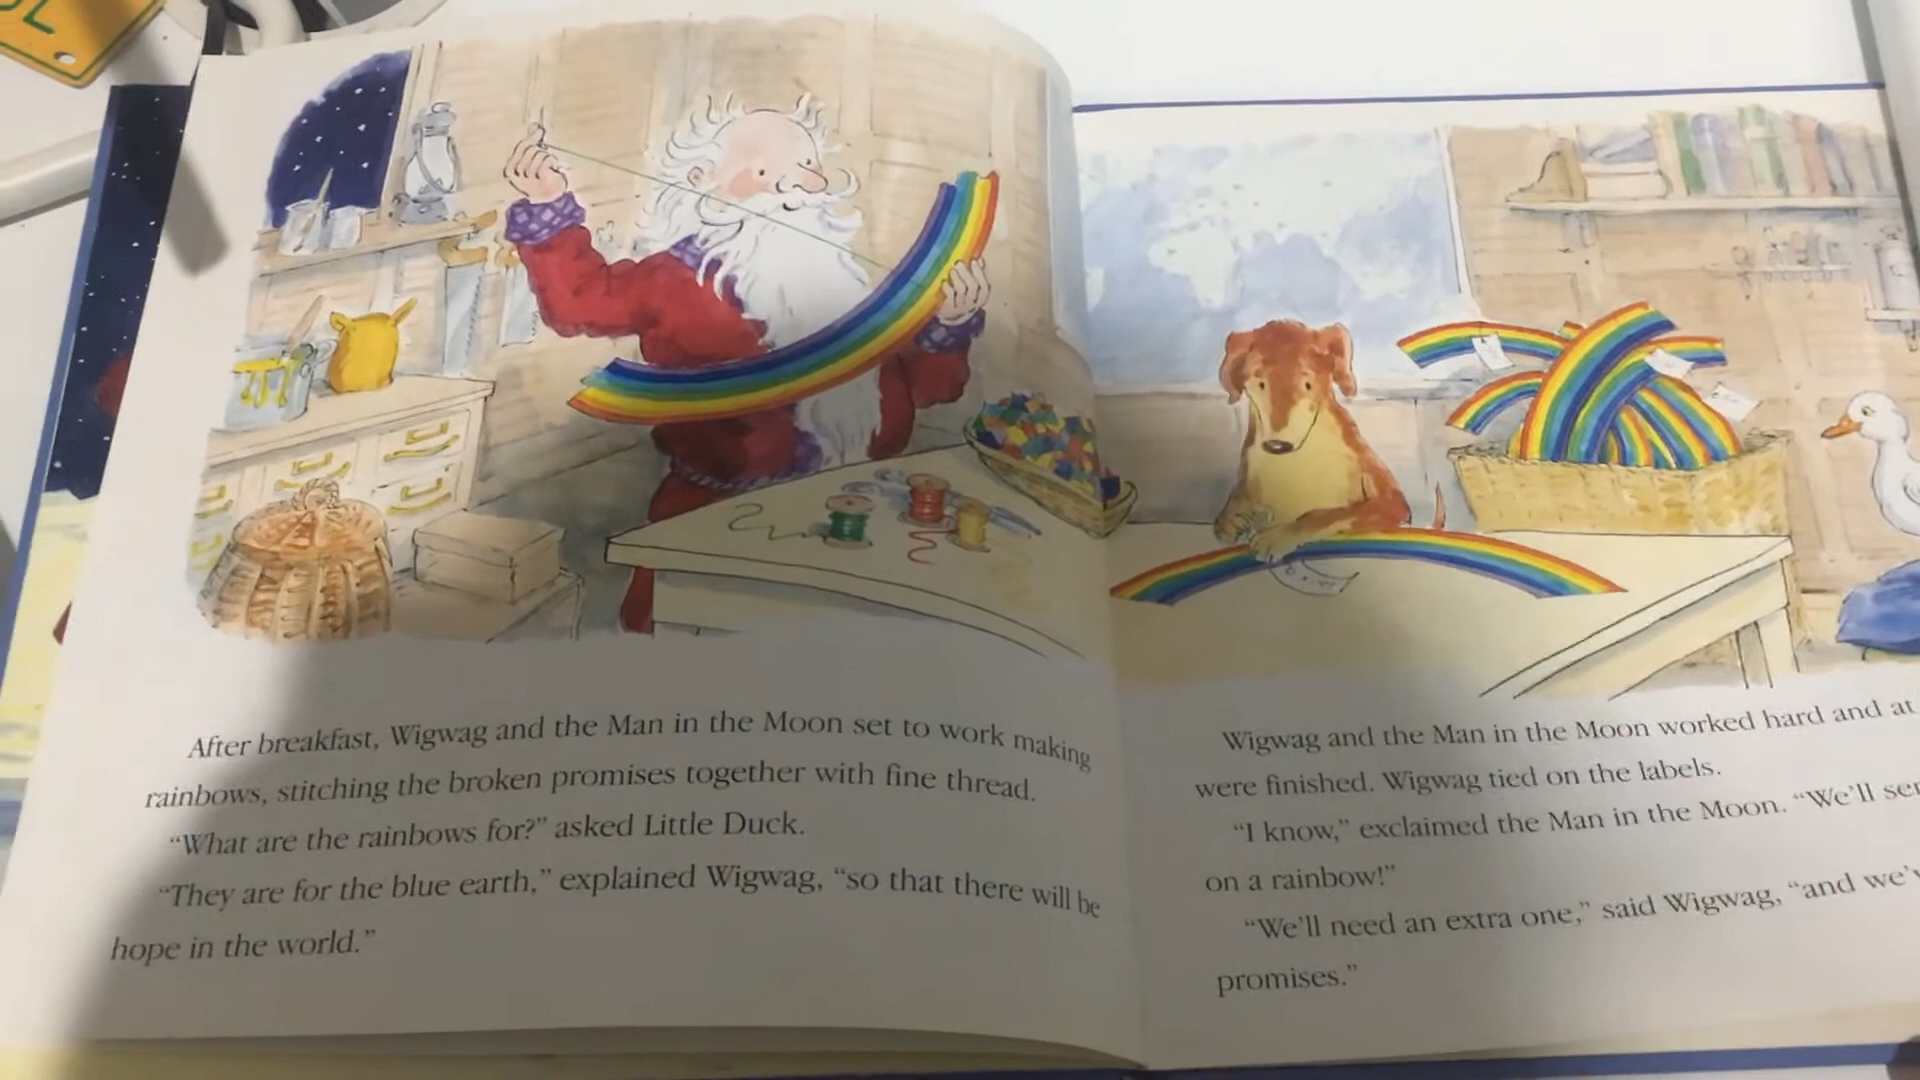 After breakfast, Wigwag and the Man in the Moon set to work making
rainbows, stitching the broken promises together with fine thread.
“What are the rainbows for?” asked Little Duck.
“They are for the blue earth,” explained Wigwag, “so that there will be
hope in the world.”
Wigwag and the Man in the Moon worked hard and at
were finished. Wigwag tied on the labels.
“I know,” exclaimed the Man in the Moon. “We’ll
on a rainbow!”
“We’ll need an extra one,” said Wigwag, “and
promises.”